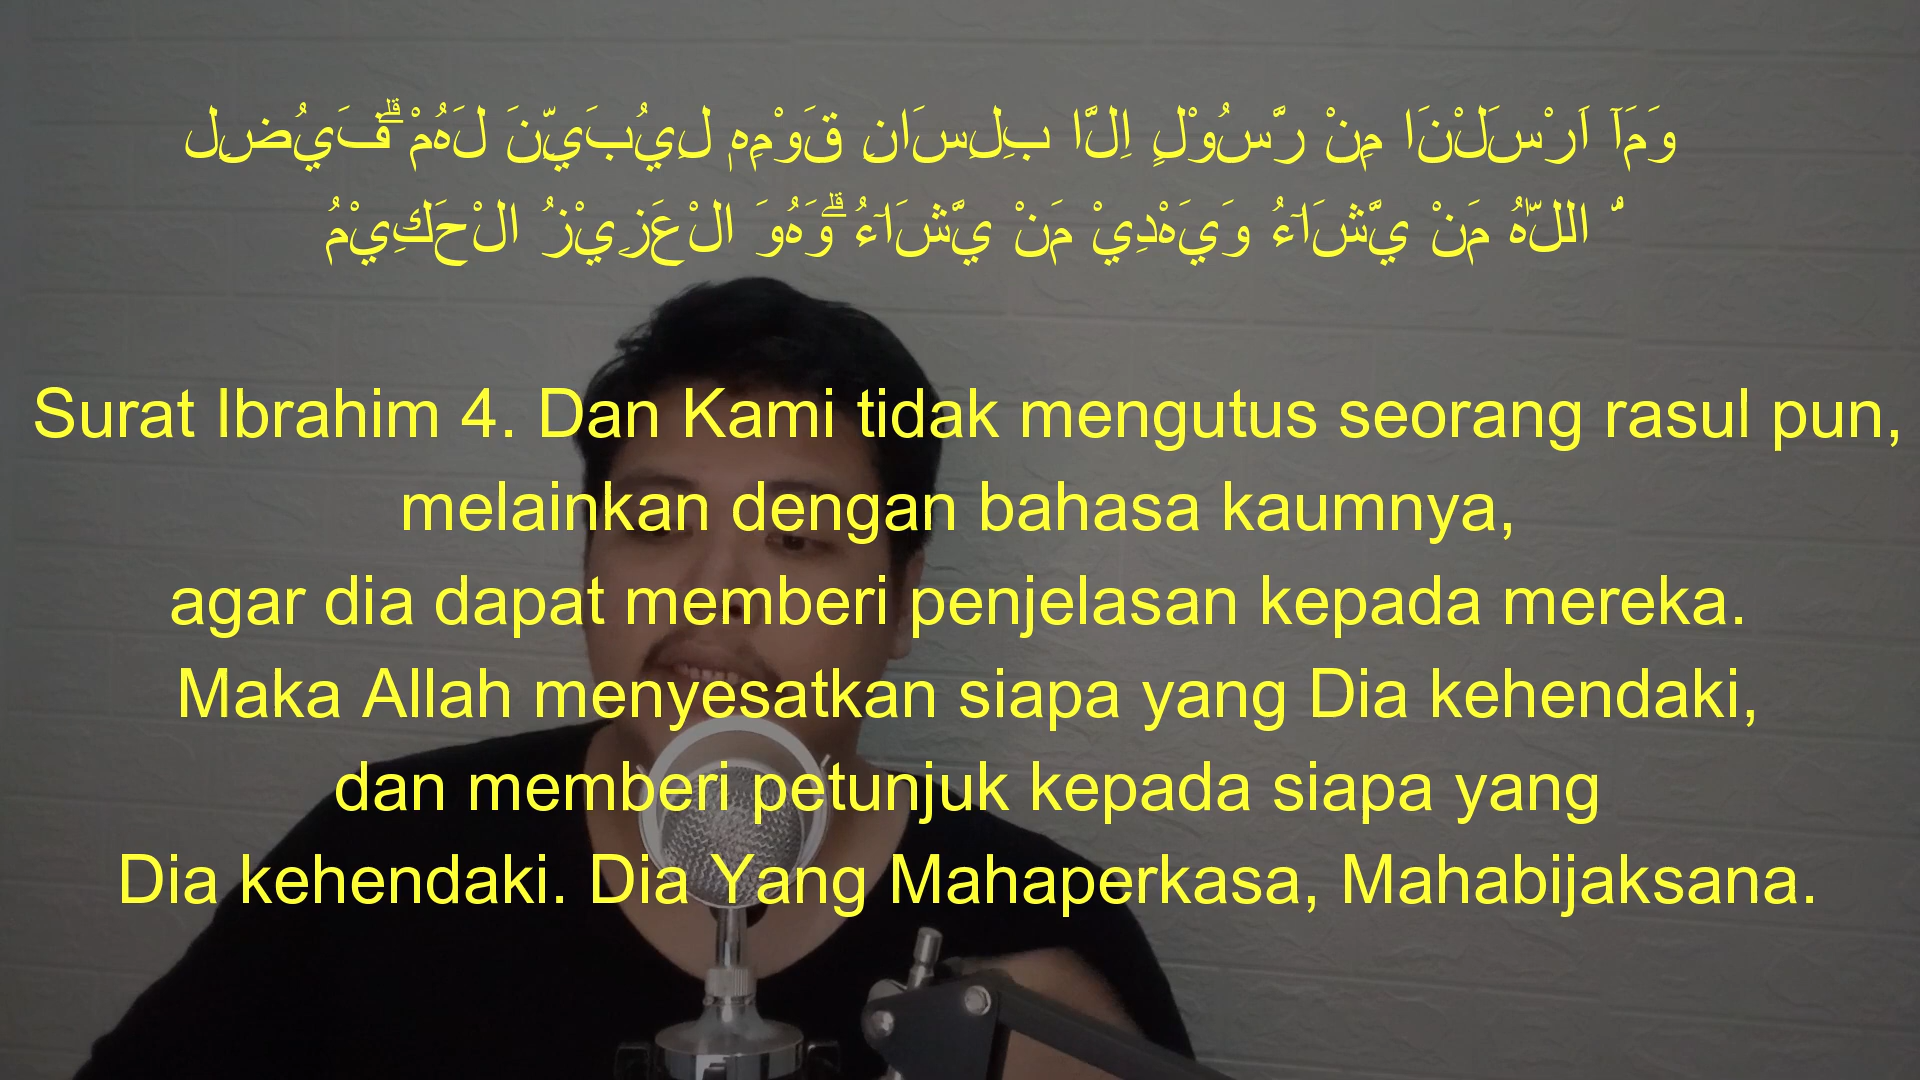 وَمَآ اَرْسَلْنَا مِنْ رَّسُوْلٍ اِلَّا بِلِسَانِ قَوْمِهٖ لِيُبَيِّنَ لَهُمْ ۗفَيُضِل
ُّ اللّٰهُ مَنْ يَّشَاۤءُ وَيَهْدِيْ مَنْ يَّشَاۤءُ ۗوَهُوَ الْعَزِيْزُ الْحَكِيْمُ
Surat Ibrahim 4. Dan Kami tidak mengutus seorang rasul pun,
melainkan dengan bahasa kaumnya,
agar dia dapat memberi penjelasan kepada mereka.
Maka Allah menyesatkan siapa yang Dia kehendaki,
dan memberi petunjuk kepada siapa yang
Dia kehendaki. Dia Yang Mahaperkasa, Mahabijaksana.